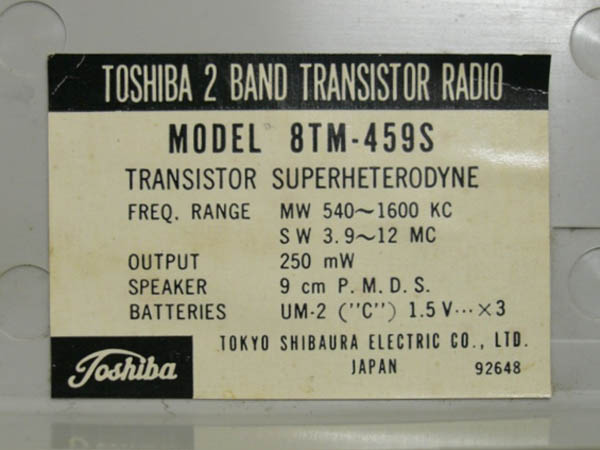 TOSHIBA 2 BAND TRANSISTOR RADIO
MODEL 8TM-459S
TRANSISTOR SUPERHETERODYNE
FREQ. RANGE MW 540~1600 KC
SW 3.9~12 MC
OUTPUT 250 mW
SPEAKER 9 cm P.M.D.S.
BATTERIES UM-2 ("C") 1.5V···×3
TOKYO SHIBAURA ELECTRIC CO., LTD.
Toshiba JAPAN 92648